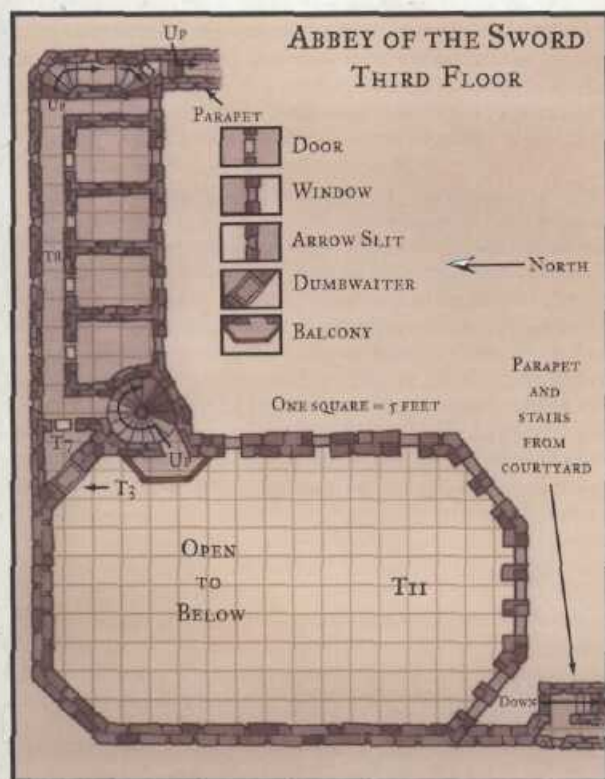 Abbey of the Sword
Third Floor
Up
Parapet
Up
Door
Window
Arrow Slit
Dumbwaiter
Balcony
North
T8
Parapet
and
stairs
from
courtyard
One square = 5 feet
T7
Up
T3
Open
to
Below
T11
Down